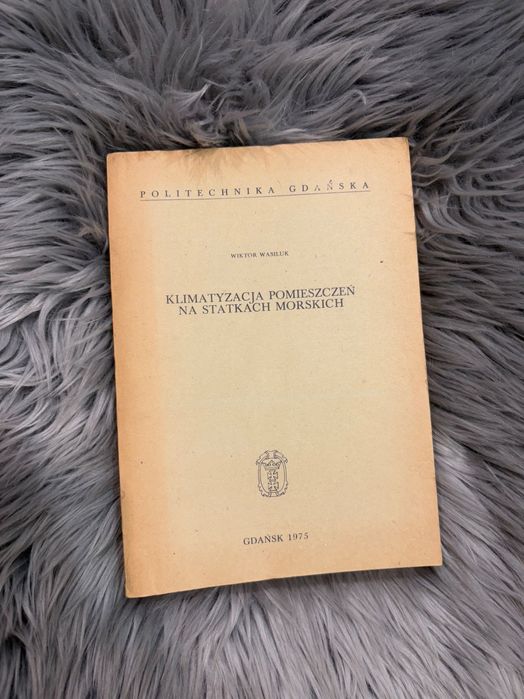 POLITECHNIKA GDAŃSKA
WIKTOR WASILUK
KLIMATYZACJA POMIESZCZEŃ
NA STATKACH MORSKICH
GDAŃSK 1975